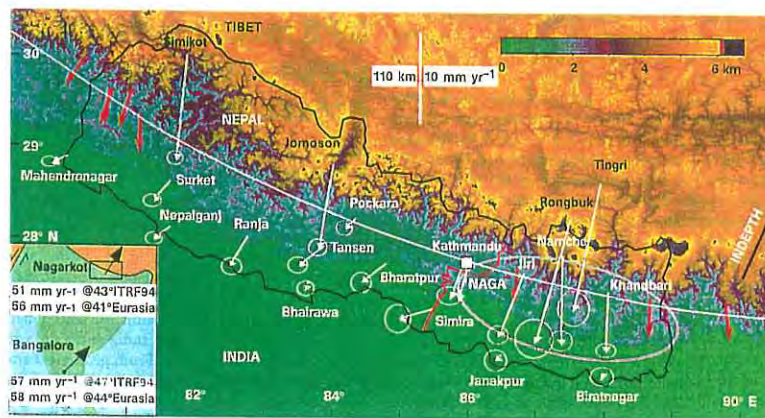 TIBET
Simikot
30
0 2 4 6 km
110 km 10 mm yr⁻¹
NEPAL
29°
Jomoson
Tingri
Mahendronagar
Surket
Pockara
Rongbuk
Namche
INDEPTH
28° N
Nepalganj
Ranja
Tansen
Kathmandu
Jiri
Nagarkot
Bharatpur
NAGA
Khandbari
51 mm yr⁻¹ @43°ITRF94
56 mm yr⁻¹ @41°Eurasia
Bhairawa
Simira
Bangalore
INDIA
Janakpur
57 mm yr⁻¹ @47°ITRF94
58 mm yr⁻¹ @44°Eurasia
82
84
86
Biratnagar
90° E